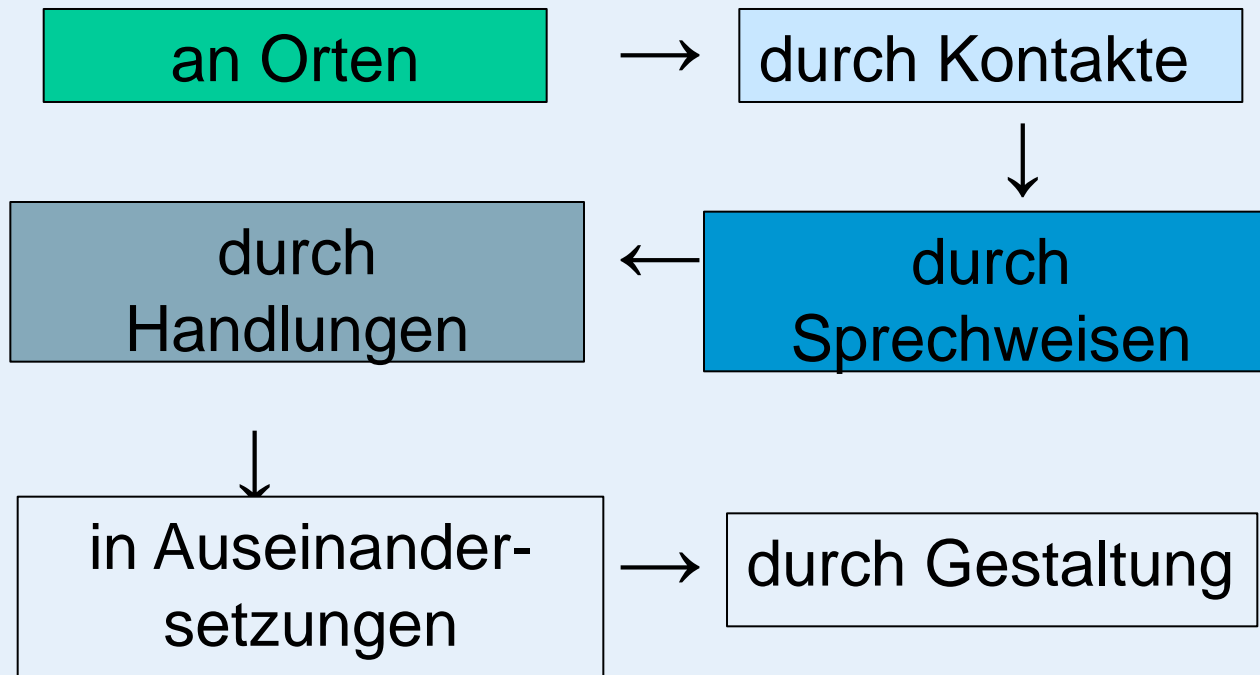 an Orten
→
durch Kontakte
↓
durch
Sprechweisen
←
durch
Handlungen
↓
in Auseinander-
setzungen
→
durch Gestaltung